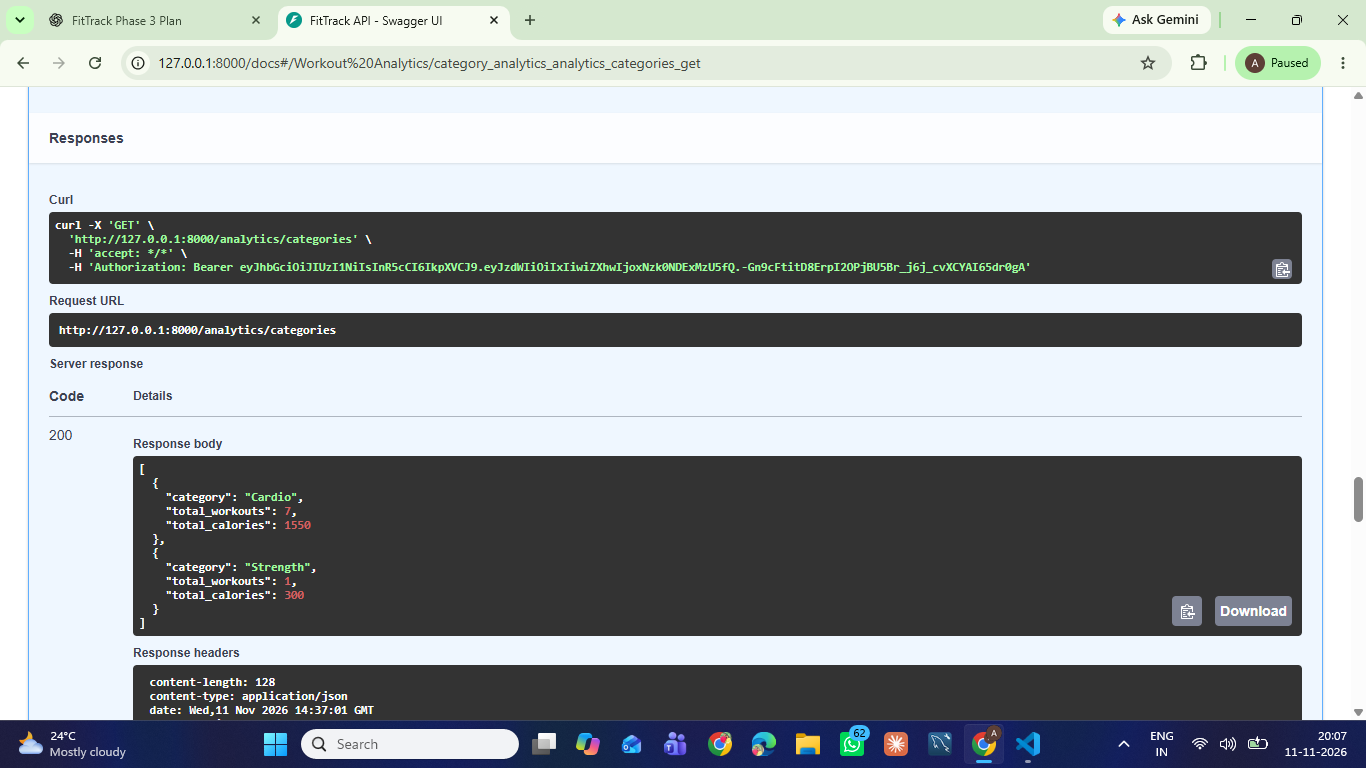 FitTrack Phase 3 Plan
FitTrack API - Swagger UI
Ask Gemini
127.0.0.1:8000/docs#/Workout%20Analytics/category_analytics_analytics_categories_get
A
Paused
Responses
Curl
curl -X 'GET' \
'http://127.0.0.1:8000/analytics/categories' \
-H 'accept: */*' \
-H 'Authorization: Bearer eyJhbGciOiJIUzI1NiIsInR5cCI6IkpXVCJ9.eyJzdWIiOiIxIiwiZXhwIjoxNzk0NDExMzU5fQ.-Gn9cFtitD8ErpI2OPjBU5Br_j6j_cvXCYAI65dr0gA'
Request URL
http://127.0.0.1:8000/analytics/categories
Server response
Code Details
200
Response body
[
{
"category": "Cardio",
"total_workouts": 7,
"total_calories": 1550
},
{
"category": "Strength",
"total_workouts": 1,
"total_calories": 300
}
]
Download
Response headers
content-length: 128
content-type: application/json
date: Wed,11 Nov 2026 14:37:01 GMT
24°C
Mostly cloudy
Search
62
A
ENG
IN
20:07
11-11-2026